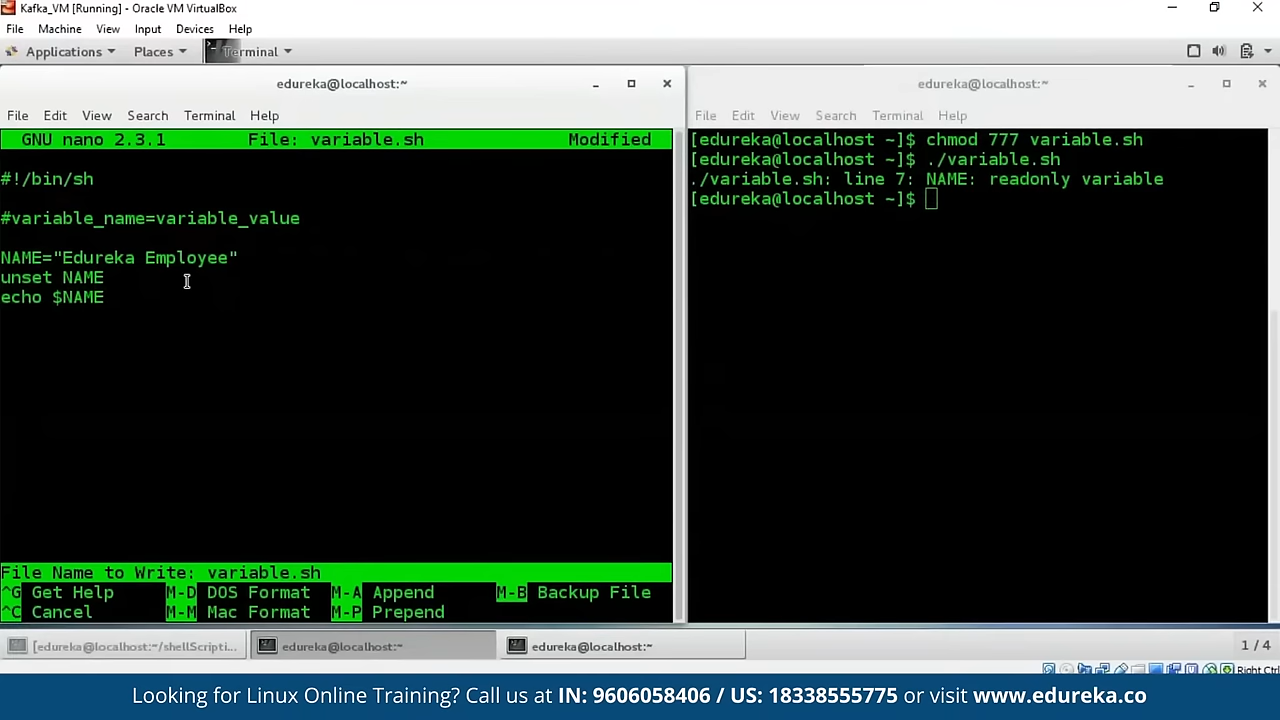 Kafka_VM [Running] - Oracle VM VirtualBox
File Machine View Input Devices Help
Applications Places Terminal
edureka@localhost:~
File Edit View Search Terminal Help
GNU nano 2.3.1 File: variable.sh Modified
#!/bin/sh
#variable_name=variable_value
NAME="Edureka Employee"
unset NAME
echo $NAME
File Name to Write: variable.sh
^G Get Help M-D DOS Format M-A Append M-B Backup File
^C Cancel M-M Mac Format M-P Prepend
edureka@localhost:~
File Edit View Search Terminal Help
[edureka@localhost ~]$ chmod 777 variable.sh
[edureka@localhost ~]$ ./variable.sh
./variable.sh: line 7: NAME: readonly variable
[edureka@localhost ~]$
[edureka@localhost:~/shellScripti... edureka@localhost:~ edureka@localhost:~ 1 / 4
Right Ctrl
Looking for Linux Online Training? Call us at IN: 9606058406 / US: 18338555775 or visit www.edureka.co